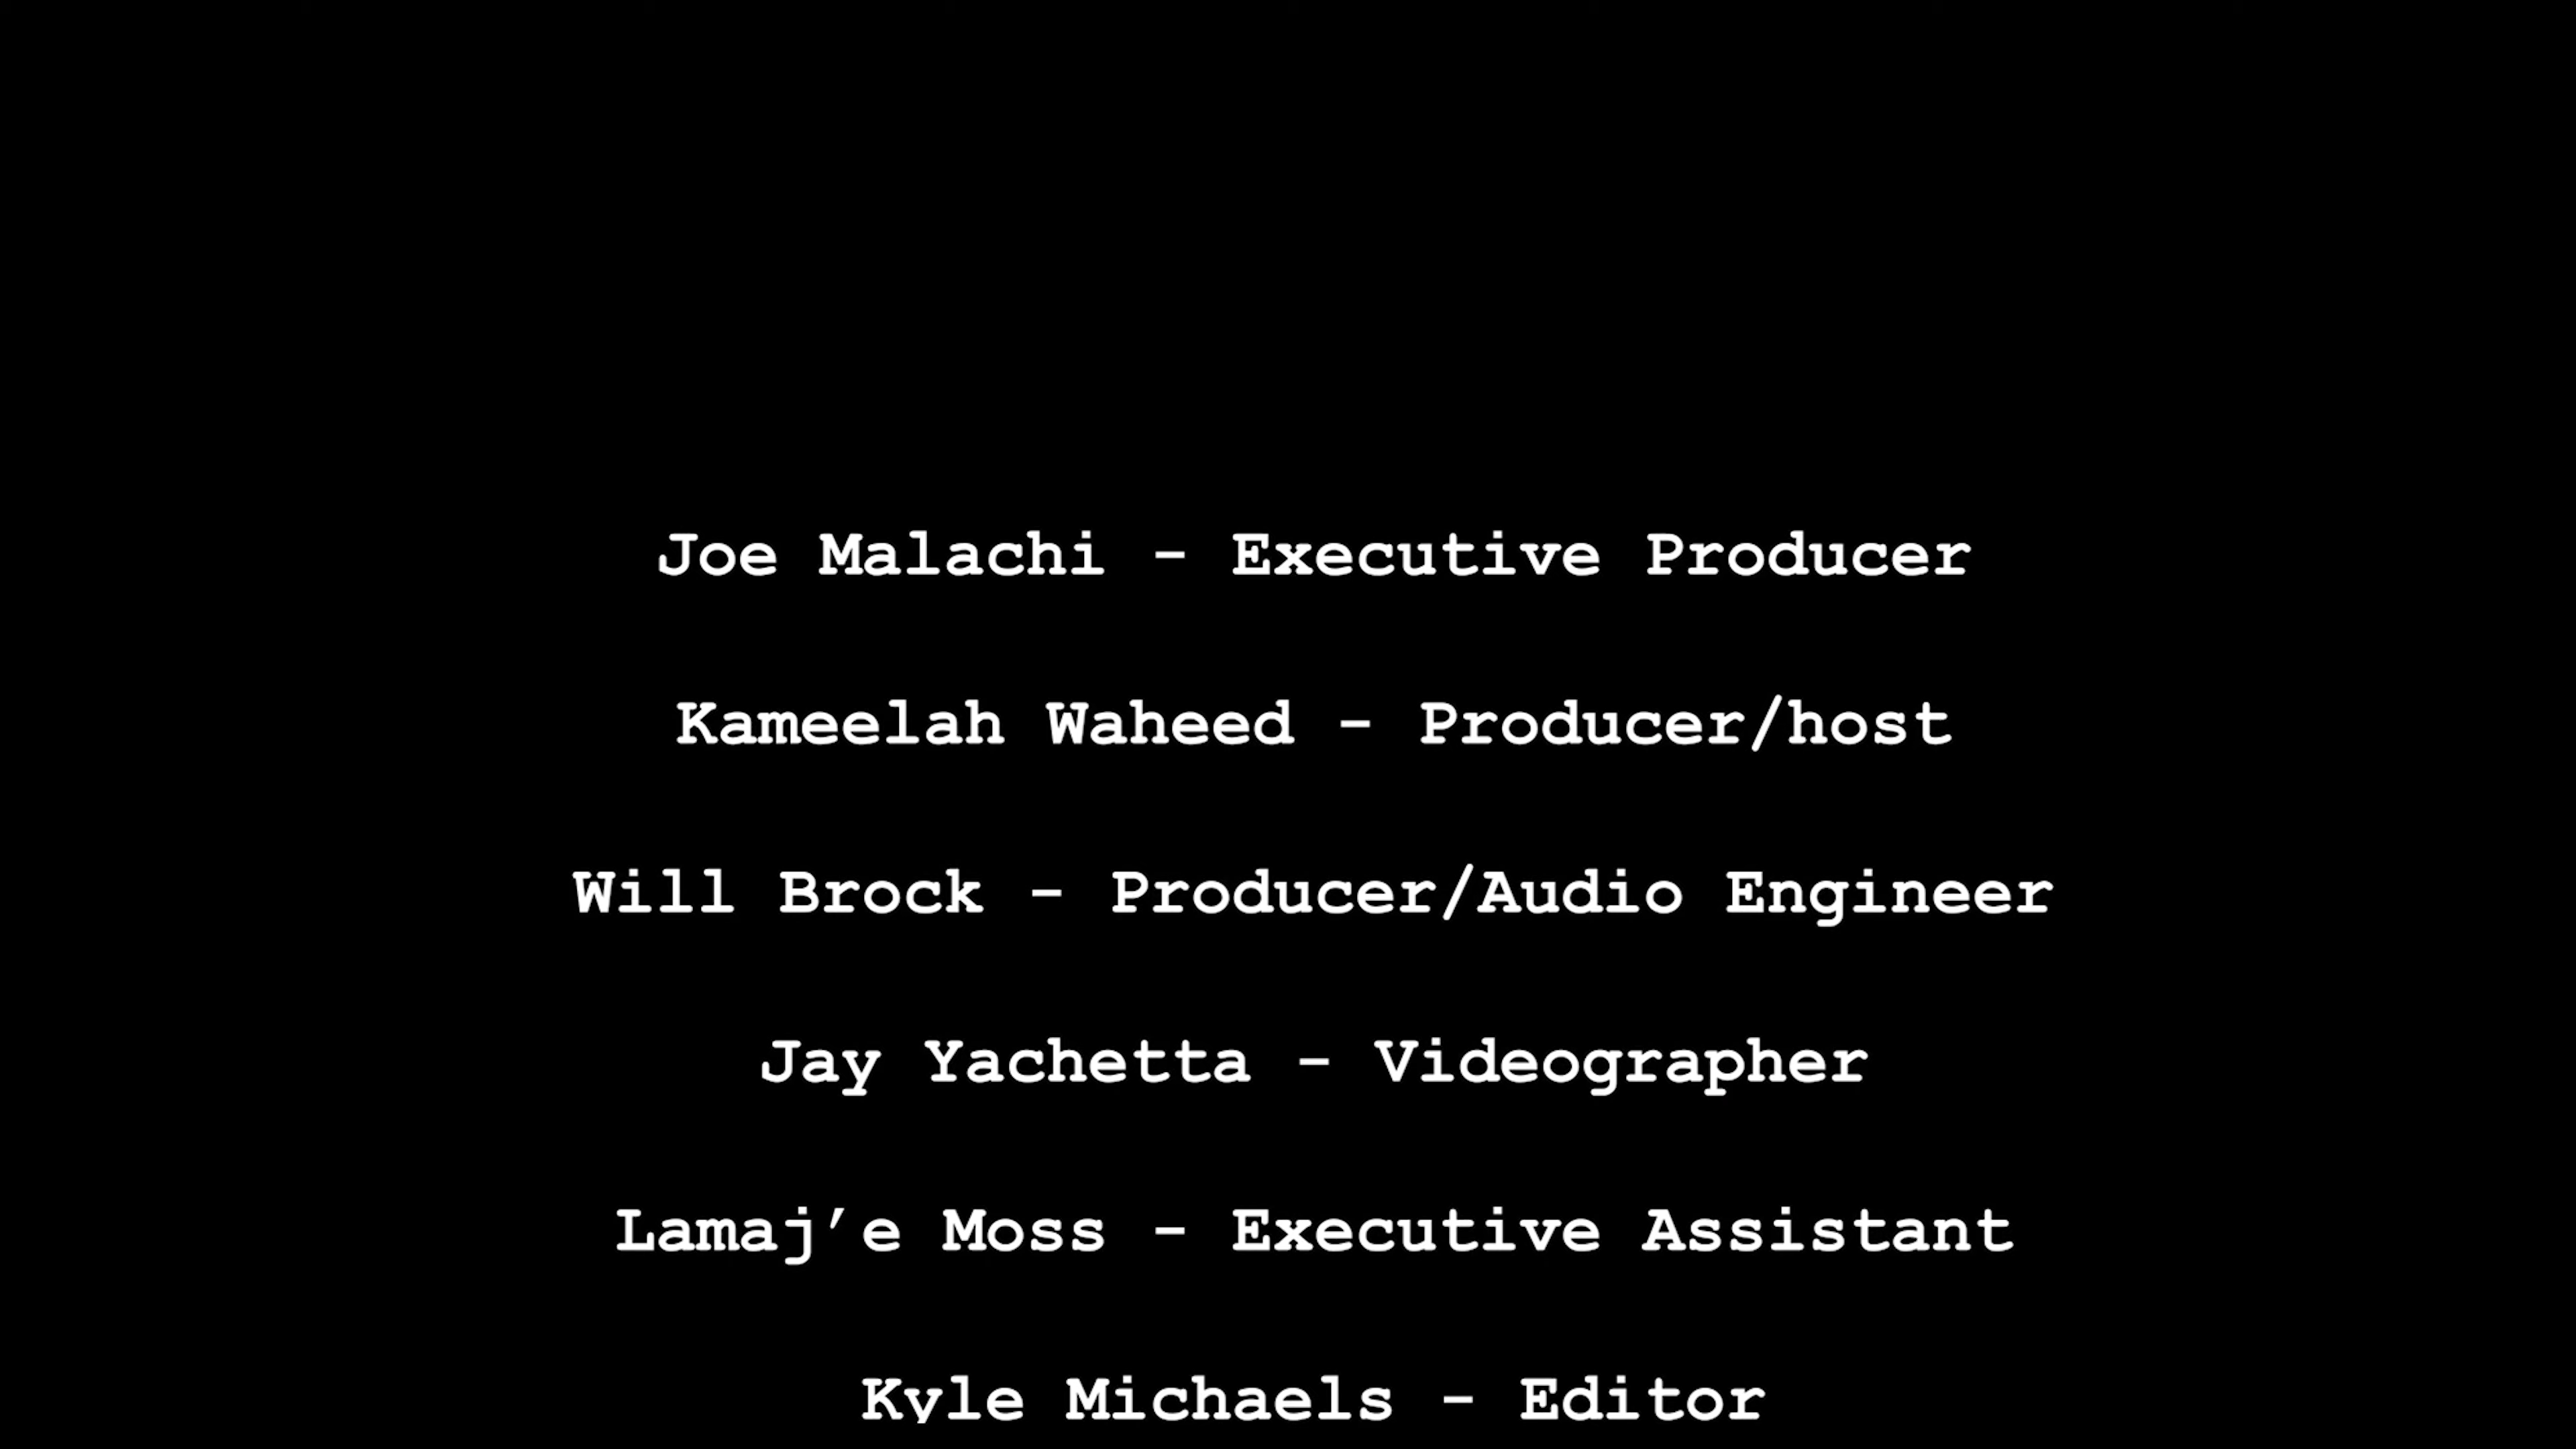 Joe Malachi - Executive Producer
Kameelah Waheed - Producer/host
Will Brock - Producer/Audio Engineer
Jay Yachetta - Videographer
Lamaj’e Moss - Executive Assistant
Kyle Michaels - Editor